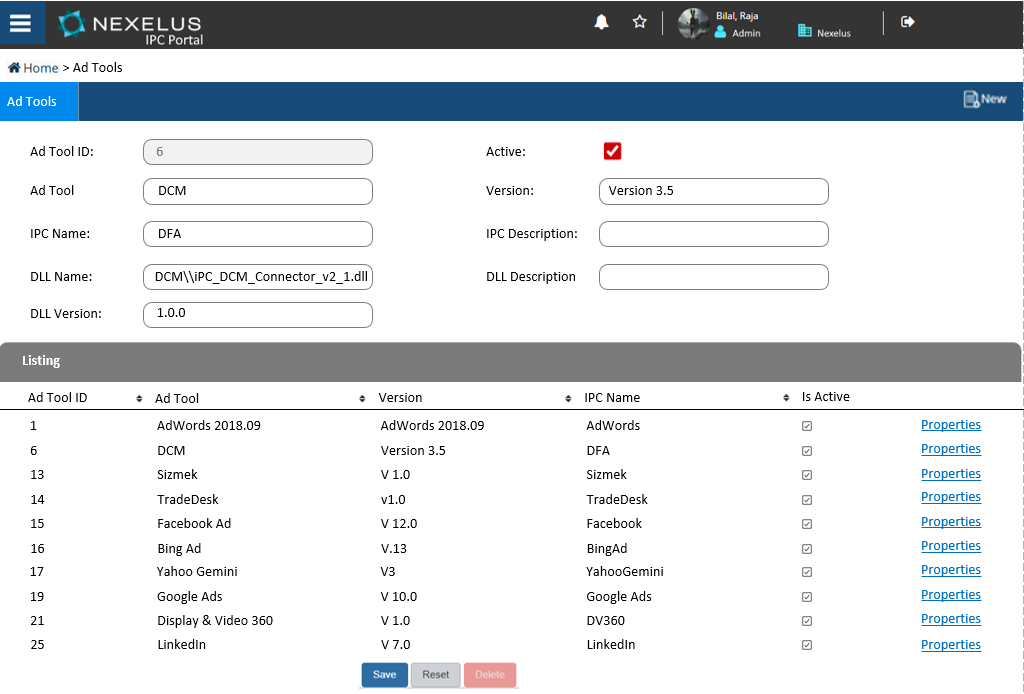 NEXELUS
IPC Portal
Bilal, Raja
Admin
Nexelus
Home > Ad Tools
Ad Tools
New
Ad Tool ID: 6 Active:
Ad Tool DCM Version: Version 3.5
IPC Name: DFA IPC Description:
DLL Name: DCM\\iPC_DCM_Connector_v2_1.dll DLL Description
DLL Version: 1.0.0
Listing
Ad Tool ID Ad Tool Version IPC Name Is Active
1 AdWords 2018.09 AdWords 2018.09 AdWords Properties
6 DCM Version 3.5 DFA Properties
13 Sizmek V 1.0 Sizmek Properties
14 TradeDesk v1.0 TradeDesk Properties
15 Facebook Ad V 12.0 Facebook Properties
16 Bing Ad V.13 BingAd Properties
17 Yahoo Gemini V3 YahooGemini Properties
19 Google Ads V 10.0 Google Ads Properties
21 Display & Video 360 V 1.0 DV360 Properties
25 LinkedIn V 7.0 LinkedIn Properties
Save Reset Delete